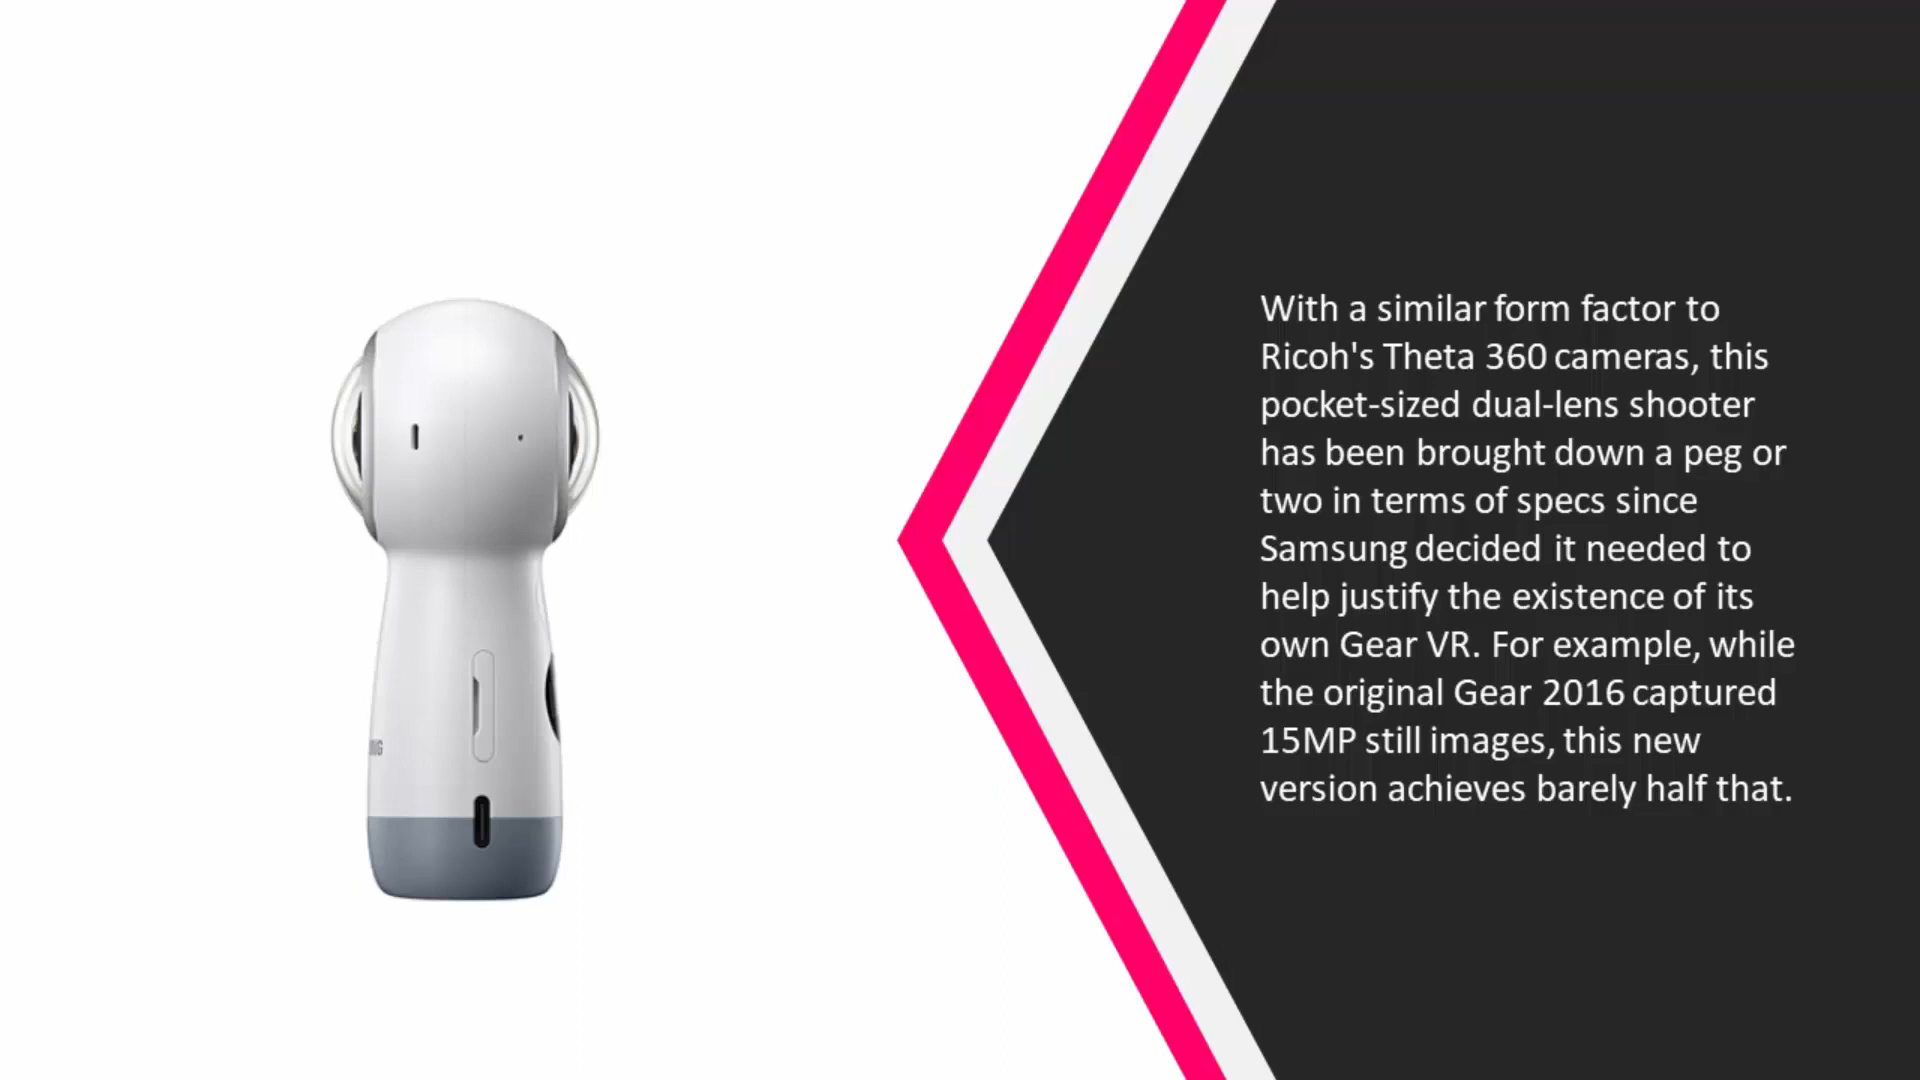 With a similar form factor to
Ricoh's Theta 360 cameras, this
pocket-sized dual-lens shooter
has been brought down a peg or
two in terms of specs since
Samsung decided it needed to
help justify the existence of its
own Gear VR. For example, while
the original Gear 2016 captured
15MP still images, this new
version achieves barely half that.